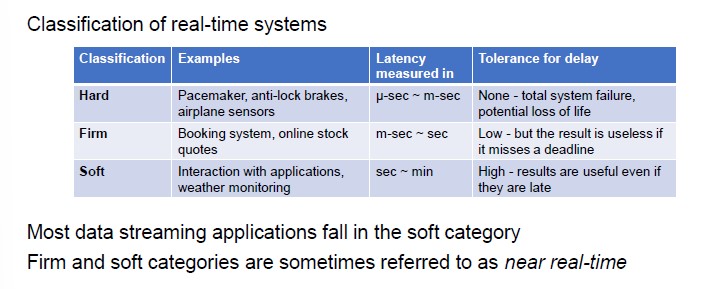 Classification of real-time systems
Classification Examples Latency measured in Tolerance for delay
Hard Pacemaker, anti-lock brakes, airplane sensors μ-sec ~ m-sec None - total system failure, potential loss of life
Firm Booking system, online stock quotes m-sec ~ sec Low - but the result is useless if it misses a deadline
Soft Interaction with applications, weather monitoring sec ~ min High - results are useful even if they are late
Most data streaming applications fall in the soft category
Firm and soft categories are sometimes referred to as near real-time